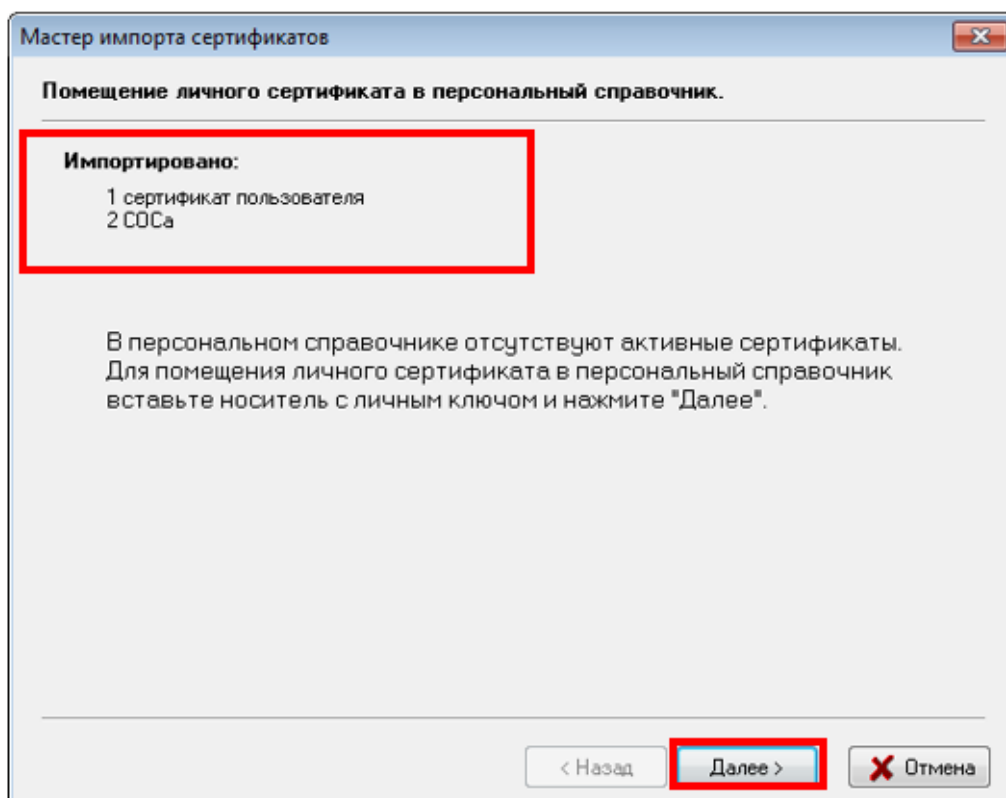 Мастер импорта сертификатов
Помещение личного сертификата в персональный справочник.
Импортировано:
1 сертификат пользователя
2 СОСа
В персональном справочнике отсутствуют активные сертификаты.
Для помещения личного сертификата в персональный справочник
вставьте носитель с личным ключом и нажмите "Далее".
< Назад
Далее >
Отмена